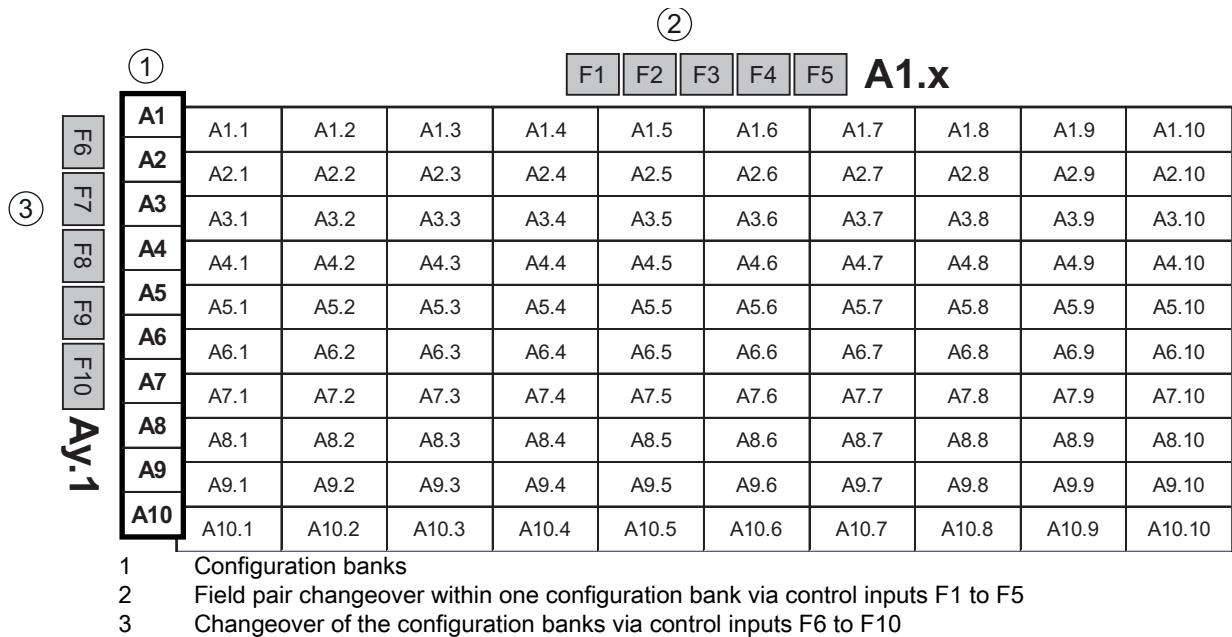 2
1
F1 F2 F3 F4 F5 A1.x
A1 A1.1 A1.2 A1.3 A1.4 A1.5 A1.6 A1.7 A1.8 A1.9 A1.10
A2 A2.1 A2.2 A2.3 A2.4 A2.5 A2.6 A2.7 A2.8 A2.9 A2.10
A3 A3.1 A3.2 A3.3 A3.4 A3.5 A3.6 A3.7 A3.8 A3.9 A3.10
A4 A4.1 A4.2 A4.3 A4.4 A4.5 A4.6 A4.7 A4.8 A4.9 A4.10
A5 A5.1 A5.2 A5.3 A5.4 A5.5 A5.6 A5.7 A5.8 A5.9 A5.10
A6 A6.1 A6.2 A6.3 A6.4 A6.5 A6.6 A6.7 A6.8 A6.9 A6.10
A7 A7.1 A7.2 A7.3 A7.4 A7.5 A7.6 A7.7 A7.8 A7.9 A7.10
A8 A8.1 A8.2 A8.3 A8.4 A8.5 A8.6 A8.7 A8.8 A8.9 A8.10
A9 A9.1 A9.2 A9.3 A9.4 A9.5 A9.6 A9.7 A9.8 A9.9 A9.10
A10 A10.1 A10.2 A10.3 A10.4 A10.5 A10.6 A10.7 A10.8 A10.9 A10.10
3
F6 F7 F8 F9 F10 Ay.1
1 Configuration banks
2 Field pair changeover within one configuration bank via control inputs F1 to F5
3 Changeover of the configuration banks via control inputs F6 to F10